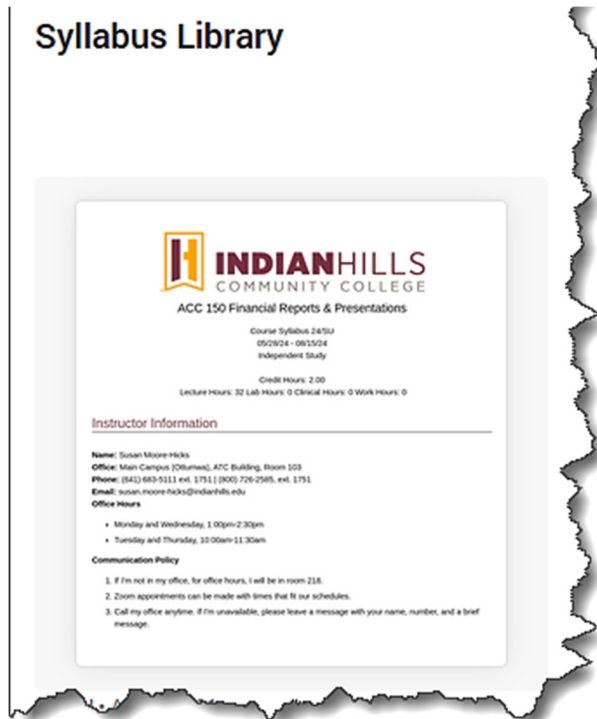 Syllabus Library
INDIANHILLS
COMMUNITY COLLEGE
ACC 150 Financial Reports & Presentations
Course Syllabus 24/SU
05/28/24 - 08/15/24
Independent Study
Credit Hours: 2.00
Lecture Hours: 32 Lab Hours: 0 Clinical Hours: 0 Work Hours: 0
Instructor Information
Name: Susan Moore-Hicks
Office: Main Campus (Ottumwa), ATC Building, Room 103
Phone: (641) 683-5111 ext. 1751 | (800) 726-2585, ext. 1751
Email: susan.moore-hicks@indianhills.edu
Office Hours
• Monday and Wednesday, 1:00pm-2:30pm
• Tuesday and Thursday, 10:00am-11:30am
Communication Policy
1. If I'm not in my office, for office hours, I will be in room 218.
2. Zoom appointments can be made with times that fit our schedules.
3. Call my office anytime. If I'm unavailable, please leave a message with your name, number, and a brief
message.